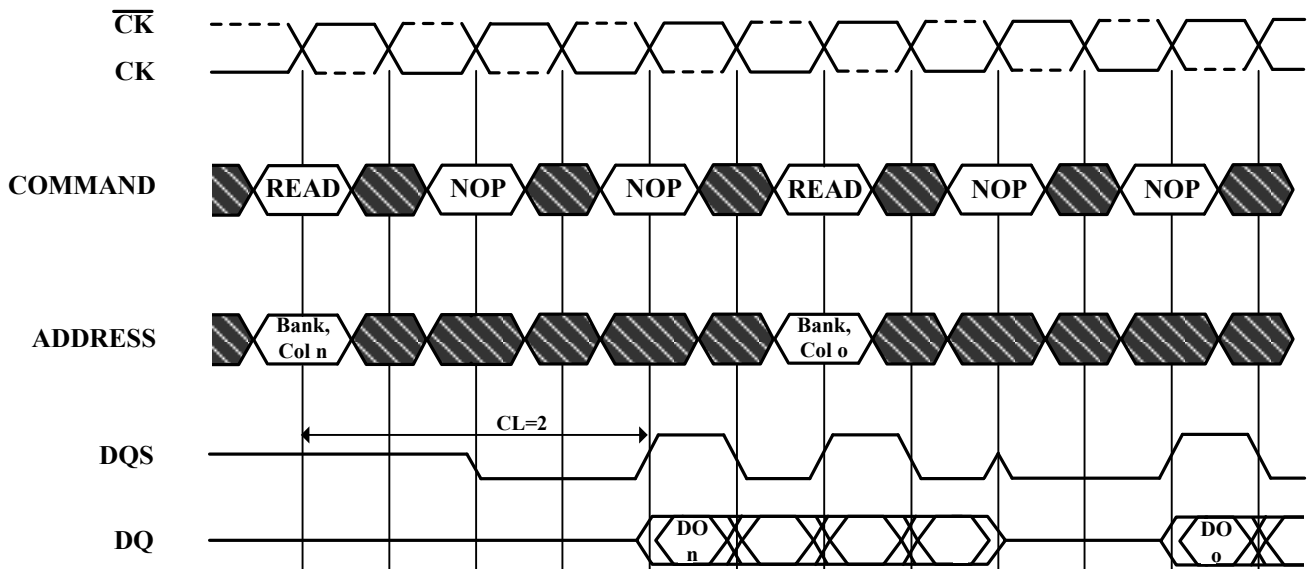 CK
CK
COMMAND
READ
NOP
NOP
READ
NOP
NOP
ADDRESS
Bank,
Col n
Bank,
Col o
CL=2
DQS
DQ
DO
n
DO
o